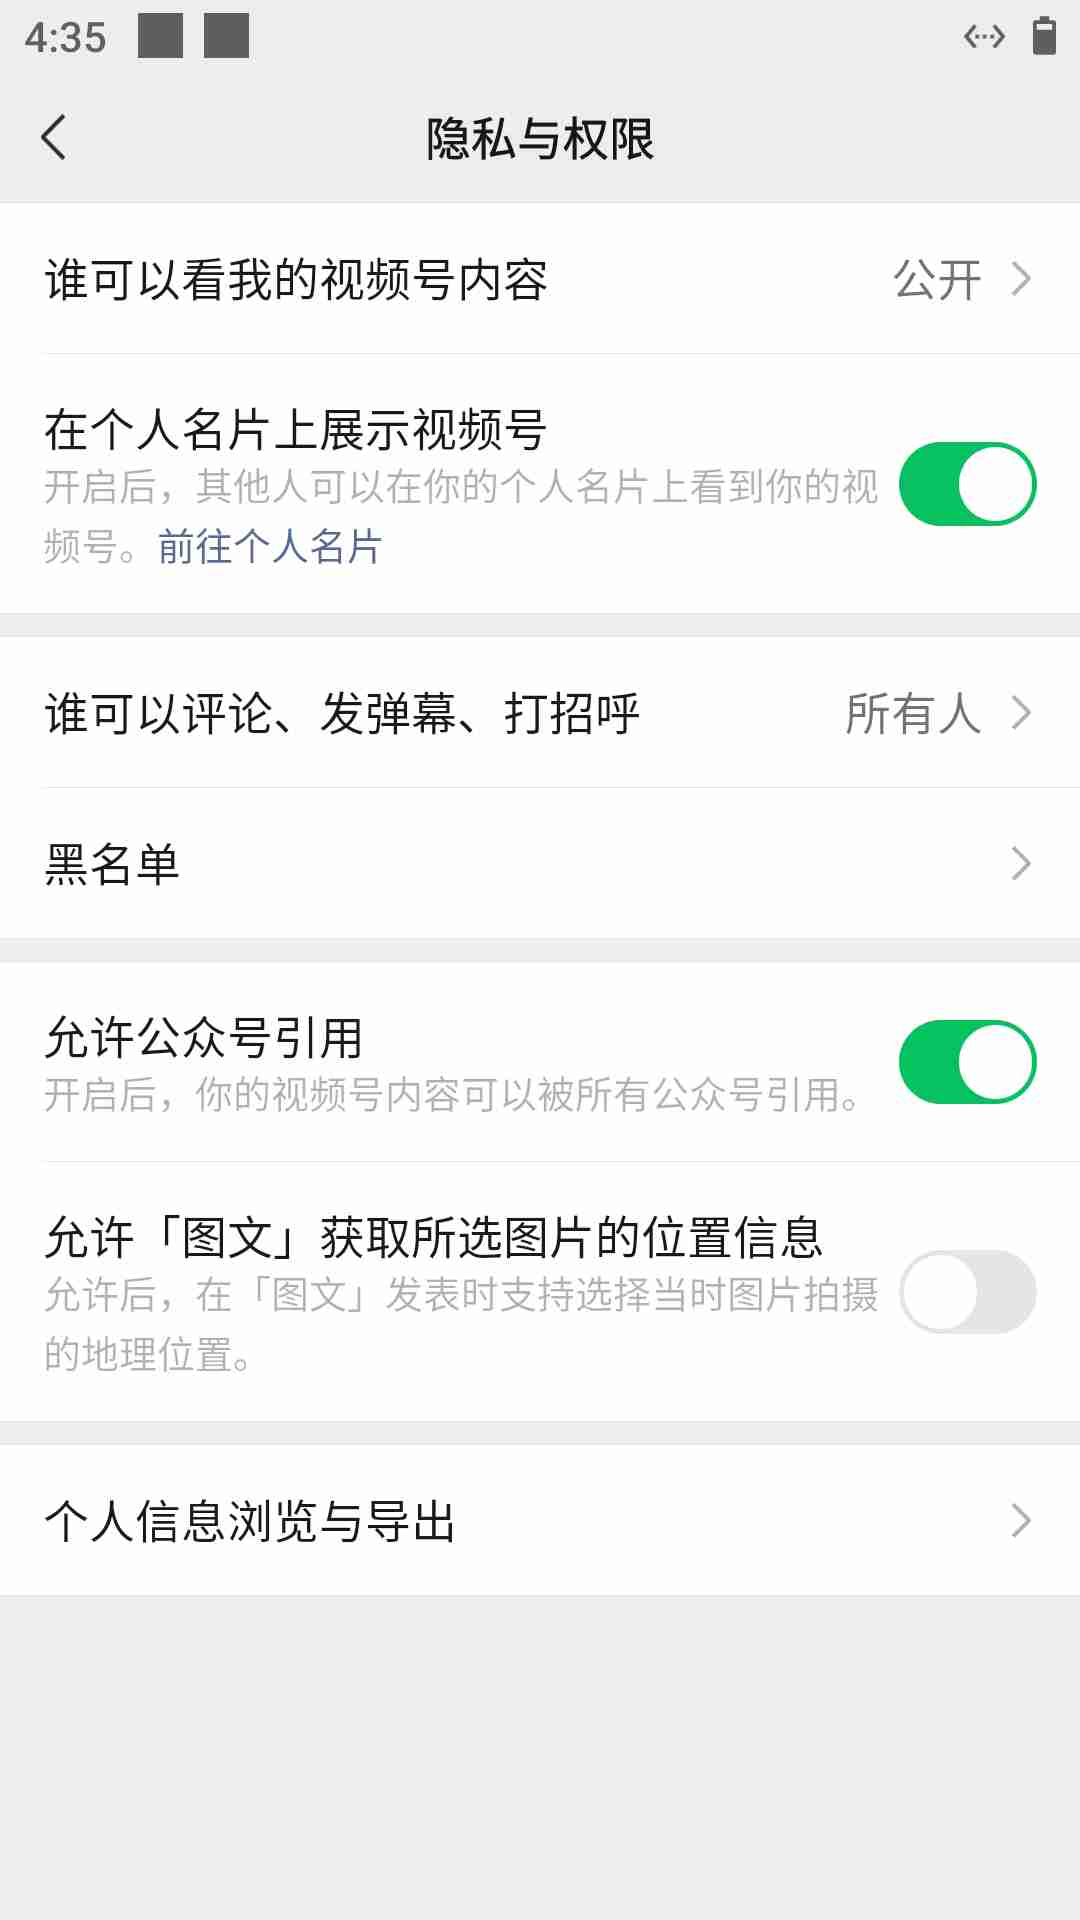 4:35
隐私与权限
谁可以看我的视频号内容 公开
在个人名片上展示视频号
开启后，其他人可以在你的个人名片上看到你的视
频号。前往个人名片
谁可以评论、发弹幕、打招呼 所有人
黑名单
允许公众号引用
开启后，你的视频号内容可以被所有公众号引用。
允许「图文」获取所选图片的位置信息
允许后，在「图文」发表时支持选择当时图片拍摄
的地理位置。
个人信息浏览与导出